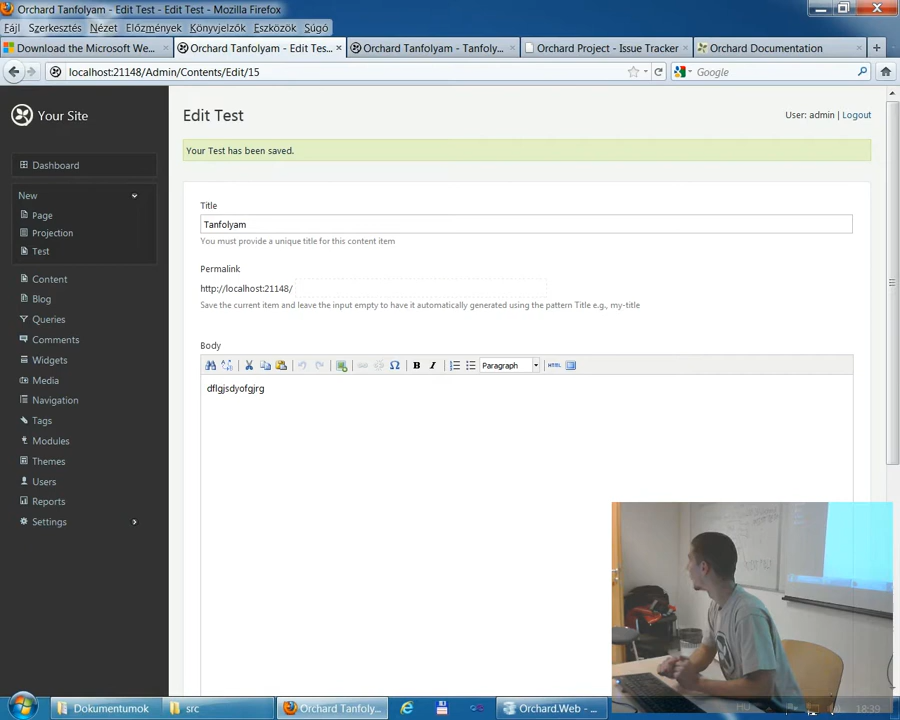 Orchard Tanfolyam - Edit Test - Edit Test - Mozilla Firefox
Fájl Szerkesztés Nézet Előzmények Könyvjelzők Eszközök Súgó
Download the Microsoft We...
Orchard Tanfolyam - Edit Tes...
Orchard Tanfolyam - Tanfoly...
Orchard Project - Issue Tracker
Orchard Documentation
localhost:21148/Admin/Contents/Edit/15
Google
Your Site
Edit Test
User: admin | Logout
Your Test has been saved.
Dashboard
New
Page
Projection
Test
Content
Blog
Queries
Comments
Widgets
Media
Navigation
Tags
Modules
Themes
Users
Reports
Settings
Title
Tanfolyam
You must provide a unique title for this content item
Permalink
http://localhost:21148/
Save the current item and leave the input empty to have it automatically generated using the pattern Title e.g., my-title
Body
B I Paragraph HTML
dflgjsdyofgjrg
Dokumentumok
src
Orchard Tanfoly...
Orchard.Web - ...
HU
18:39